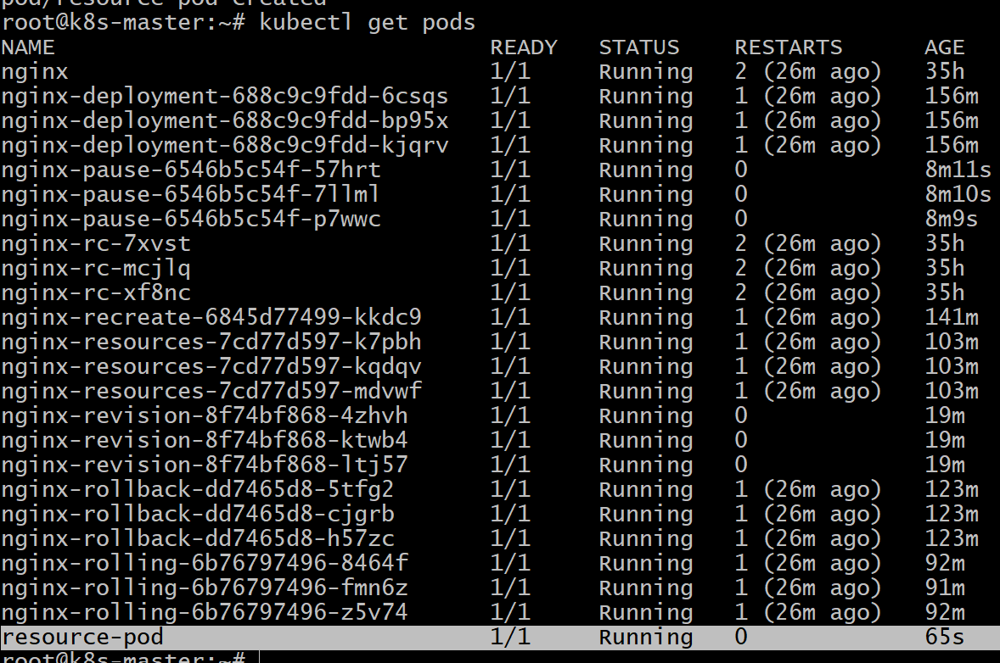 pod/resource-pod created
root@k8s-master:~# kubectl get pods
NAME READY STATUS RESTARTS AGE
nginx 1/1 Running 2 (26m ago) 35h
nginx-deployment-688c9c9fdd-6csqs 1/1 Running 1 (26m ago) 156m
nginx-deployment-688c9c9fdd-bp95x 1/1 Running 1 (26m ago) 156m
nginx-deployment-688c9c9fdd-kjqrv 1/1 Running 1 (26m ago) 156m
nginx-pause-6546b5c54f-57hrt 1/1 Running 0 8m11s
nginx-pause-6546b5c54f-7llml 1/1 Running 0 8m10s
nginx-pause-6546b5c54f-p7wwc 1/1 Running 0 8m9s
nginx-rc-7xvst 1/1 Running 2 (26m ago) 35h
nginx-rc-mcjlq 1/1 Running 2 (26m ago) 35h
nginx-rc-xf8nc 1/1 Running 2 (26m ago) 35h
nginx-recreate-6845d77499-kkdc9 1/1 Running 1 (26m ago) 141m
nginx-resources-7cd77d597-k7pbh 1/1 Running 1 (26m ago) 103m
nginx-resources-7cd77d597-kqdqv 1/1 Running 1 (26m ago) 103m
nginx-resources-7cd77d597-mdvwf 1/1 Running 1 (26m ago) 103m
nginx-revision-8f74bf868-4zhvh 1/1 Running 0 19m
nginx-revision-8f74bf868-ktwb4 1/1 Running 0 19m
nginx-revision-8f74bf868-ltj57 1/1 Running 0 19m
nginx-rollback-dd7465d8-5tfg2 1/1 Running 1 (26m ago) 123m
nginx-rollback-dd7465d8-cjgrb 1/1 Running 1 (26m ago) 123m
nginx-rollback-dd7465d8-h57zc 1/1 Running 1 (26m ago) 123m
nginx-rolling-6b76797496-8464f 1/1 Running 1 (26m ago) 92m
nginx-rolling-6b76797496-fmn6z 1/1 Running 1 (26m ago) 91m
nginx-rolling-6b76797496-z5v74 1/1 Running 1 (26m ago) 92m
resource-pod 1/1 Running 0 65s
root@k8s-master:~#